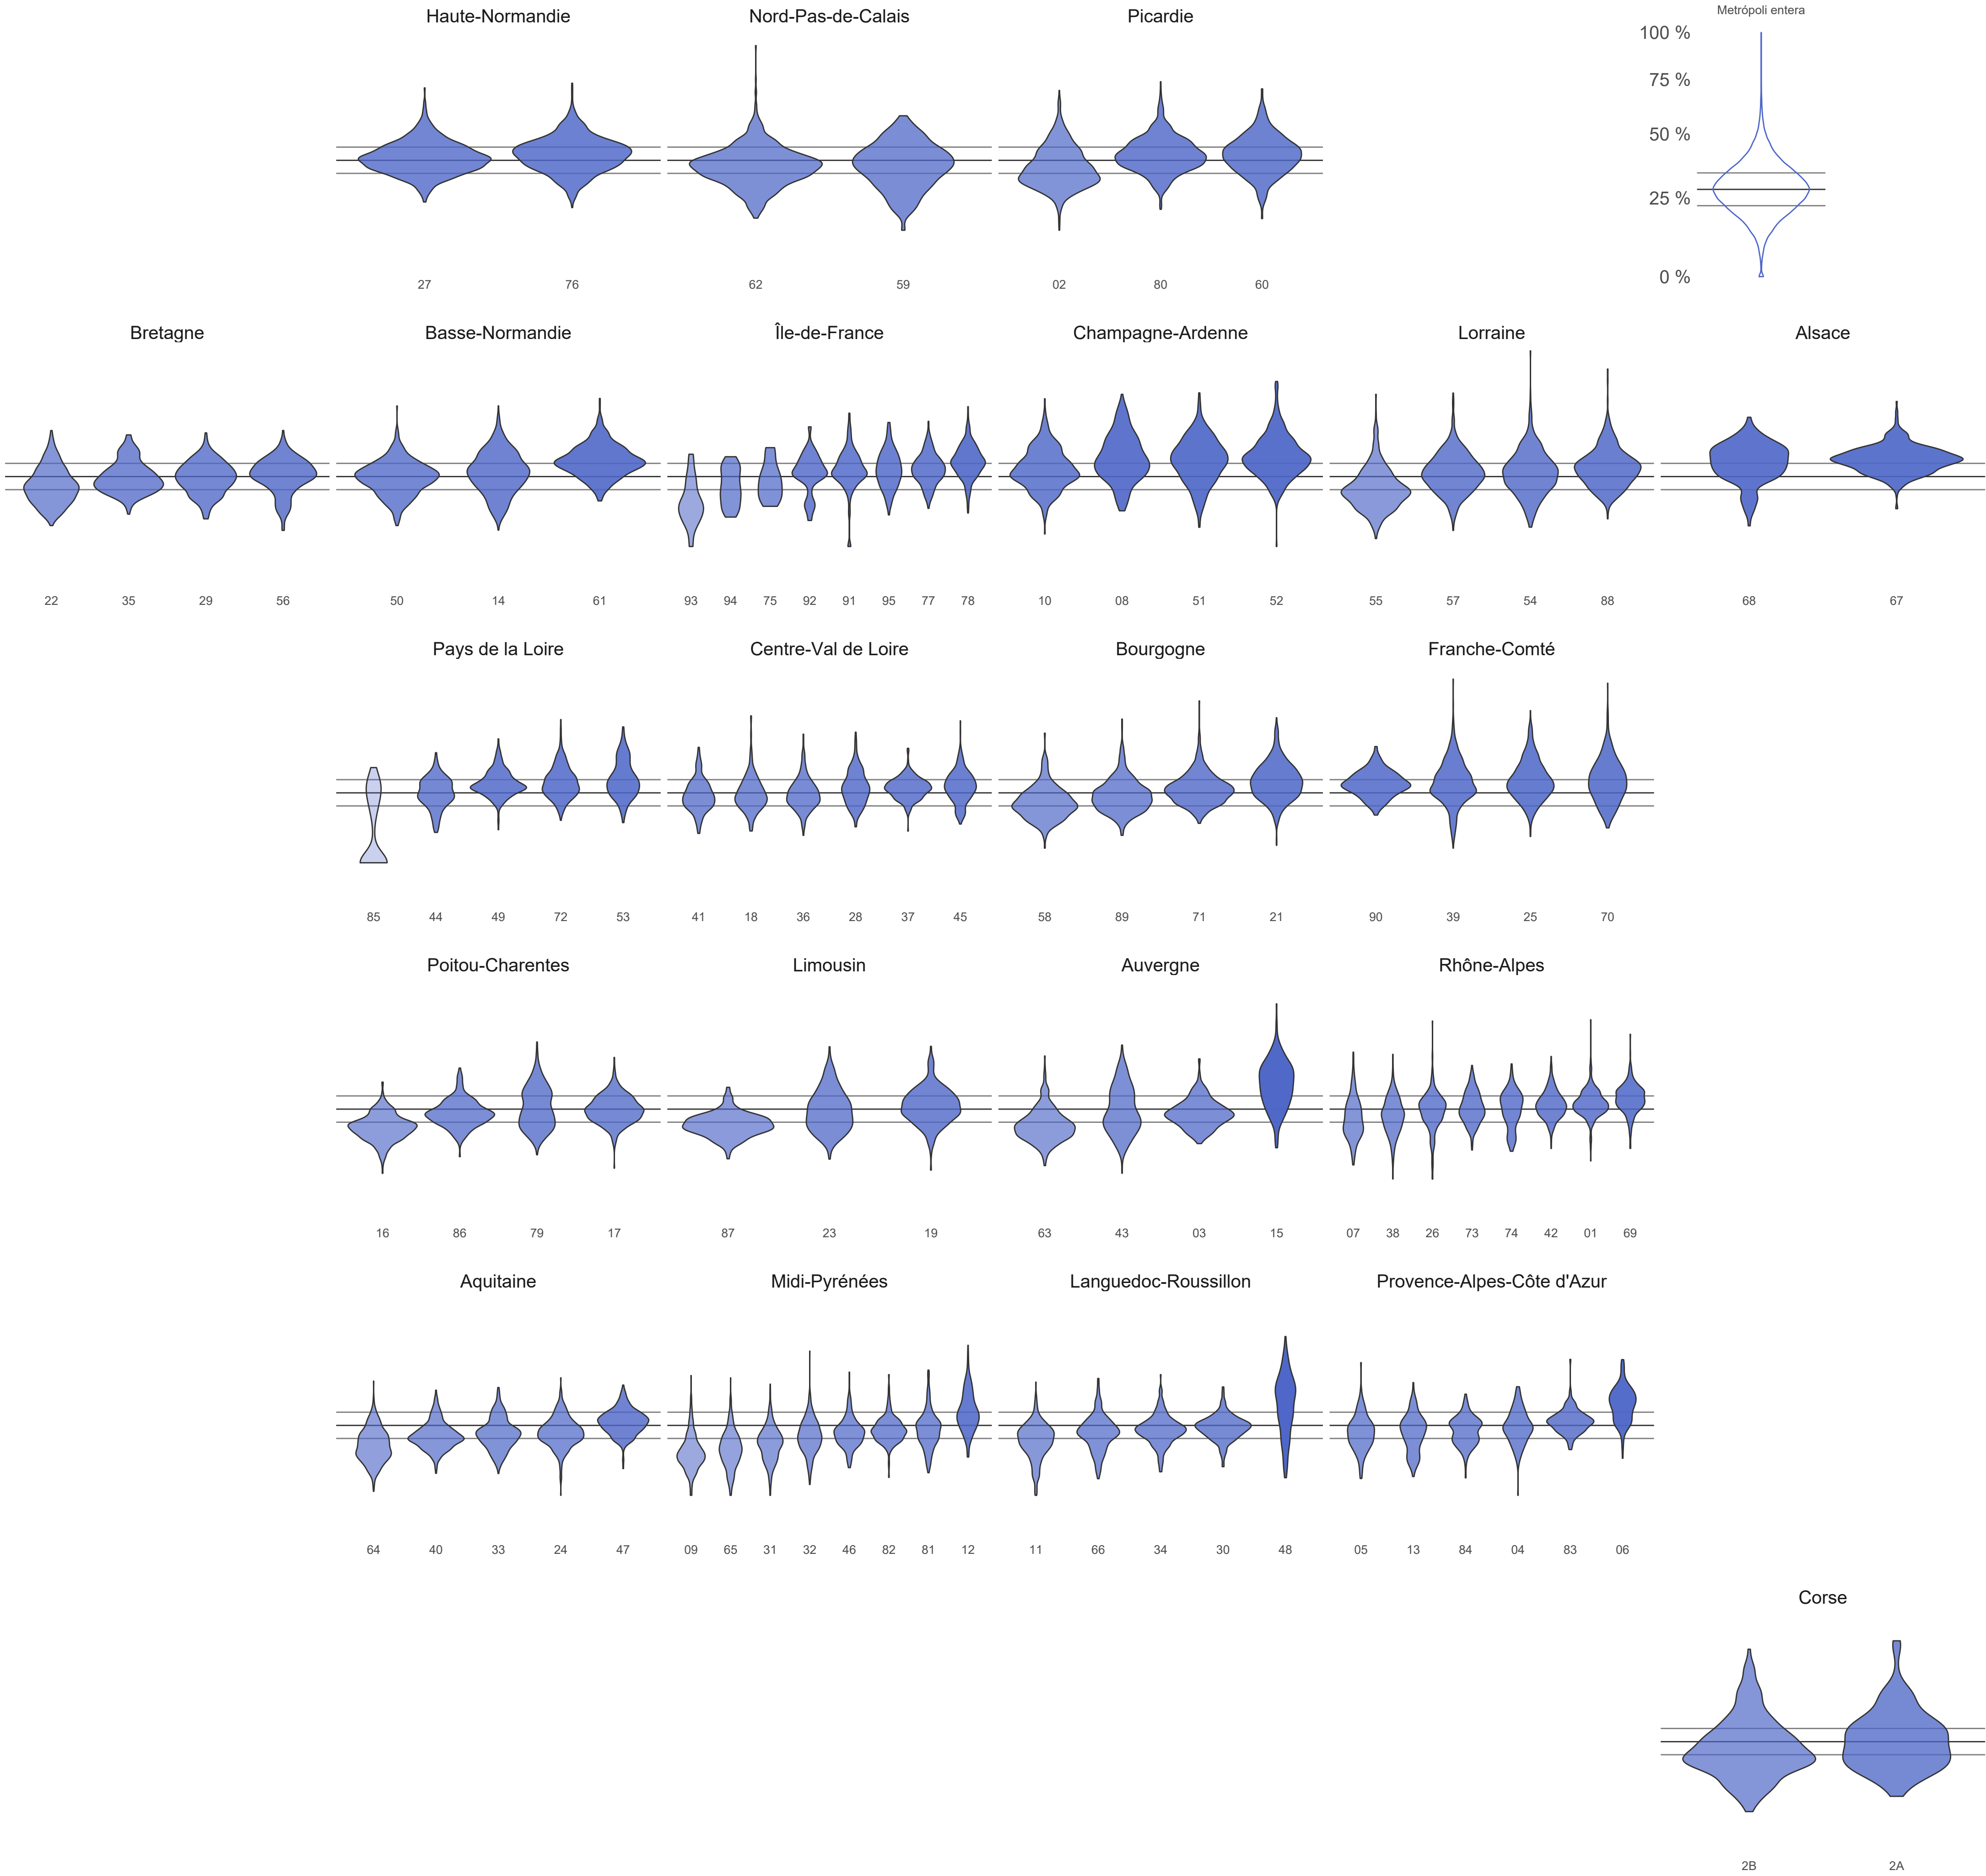 Haute-Normandie Nord-Pas-de-Calais Picardie Metrópoli entera
100 %
75 %
50 %
25 %
0 %
27 76 62 59 02 80 60
Bretagne Basse-Normandie Île-de-France Champagne-Ardenne Lorraine Alsace
22 35 29 56 50 14 61 93 94 75 92 91 95 77 78 10 08 51 52 55 57 54 88 68 67
Pays de la Loire Centre-Val de Loire Bourgogne Franche-Comté
85 44 49 72 53 41 18 36 28 37 45 58 89 71 21 90 39 25 70
Poitou-Charentes Limousin Auvergne Rhône-Alpes
16 86 79 17 87 23 19 63 43 03 15 07 38 26 73 74 42 01 69
Aquitaine Midi-Pyrénées Languedoc-Roussillon Provence-Alpes-Côte d'Azur
64 40 33 24 47 09 65 31 32 46 82 81 12 11 66 34 30 48 05 13 84 04 83 06
Corse
2B 2A